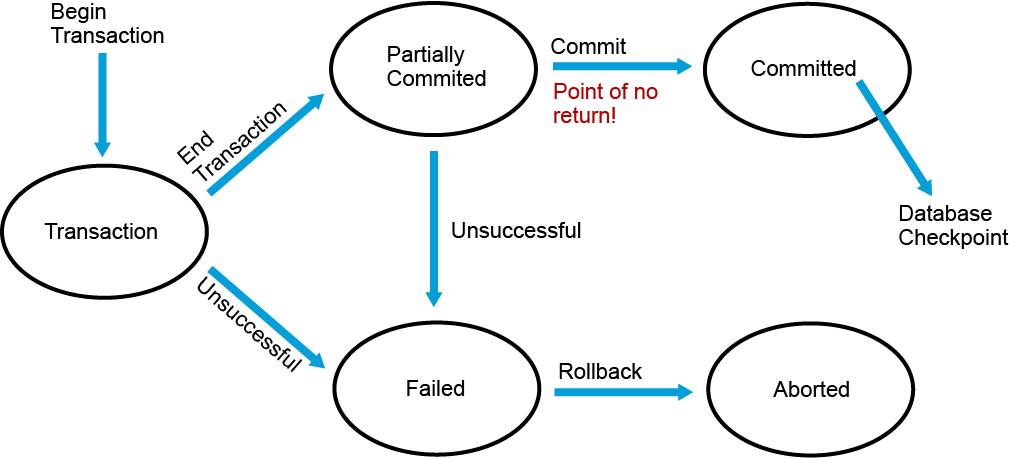 Begin
Transaction
Partially
Commited
Commit
Point of no
return!
Committed
End
Transaction
Transaction
Unsuccessful
Database
Checkpoint
Unsuccessful
Failed
Rollback
Aborted